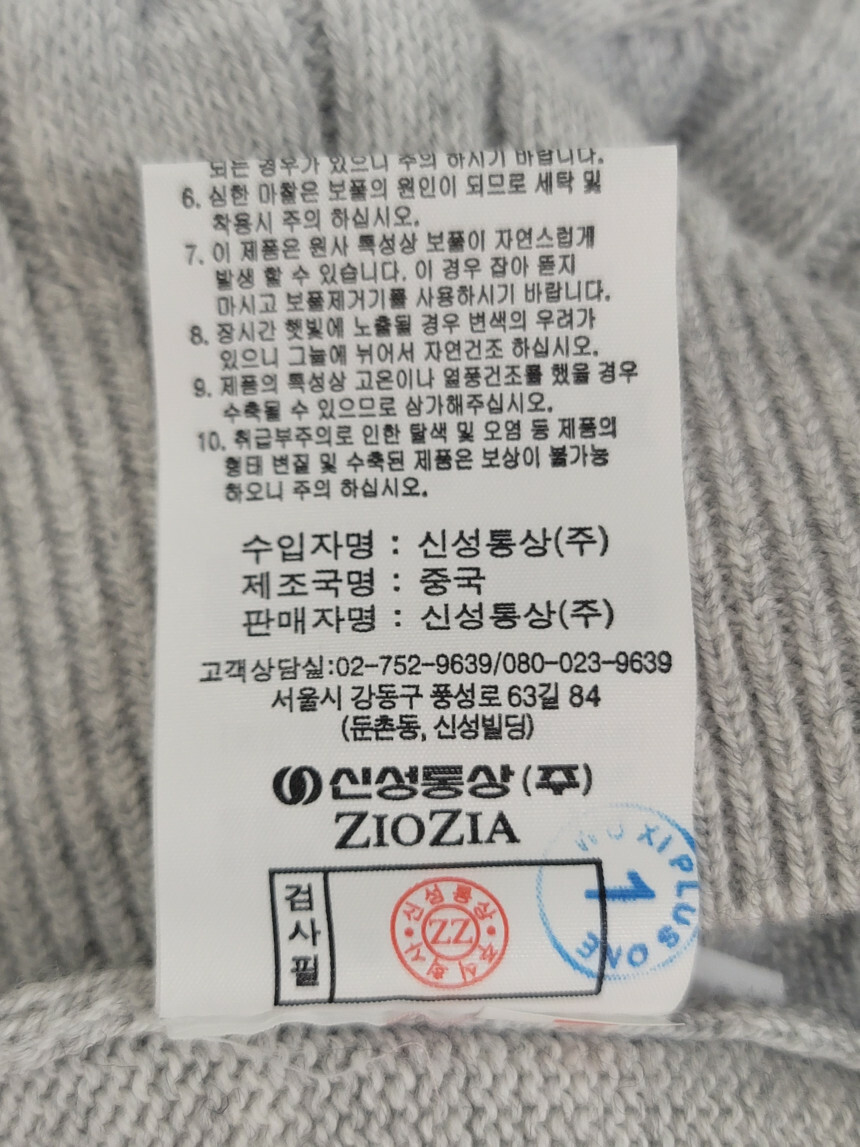 되는 경우가 있으니 주의 하시기 바랍니다.
6. 심한 마찰은 보풀의 원인이 되므로 세탁 및
착용시 주의 하십시오.
7. 이 제품은 원사 특성상 보풀이 자연스럽게
발생 할 수 있습니다. 이 경우 잡아 뜯지
마시고 보풀제거기를 사용하시기 바랍니다.
8. 장시간 햇빛에 노출될 경우 변색의 우려가
있으니 그늘에 뉘어서 자연건조 하십시오.
9. 제품의 특성상 고온이나 열풍건조를 했을 경우
수축될 수 있으므로 삼가해주십시오.
10. 취급부주의로 인한 탈색 및 오염 등 제품의
형태 변질 및 수축된 제품은 보상이 불가능
하오니 주의 하십시오.
수입자명 : 신성통상(주)
제조국명 : 중국
판매자명 : 신성통상(주)
고객상담실:02-752-9639/080-023-9639
서울시 강동구 풍성로 63길 84
(둔촌동, 신성빌딩)
신성통상(주)
ZIOZIA
검사필
신성통상
ZZ
주식회사
WUXI PLUS ONE
1